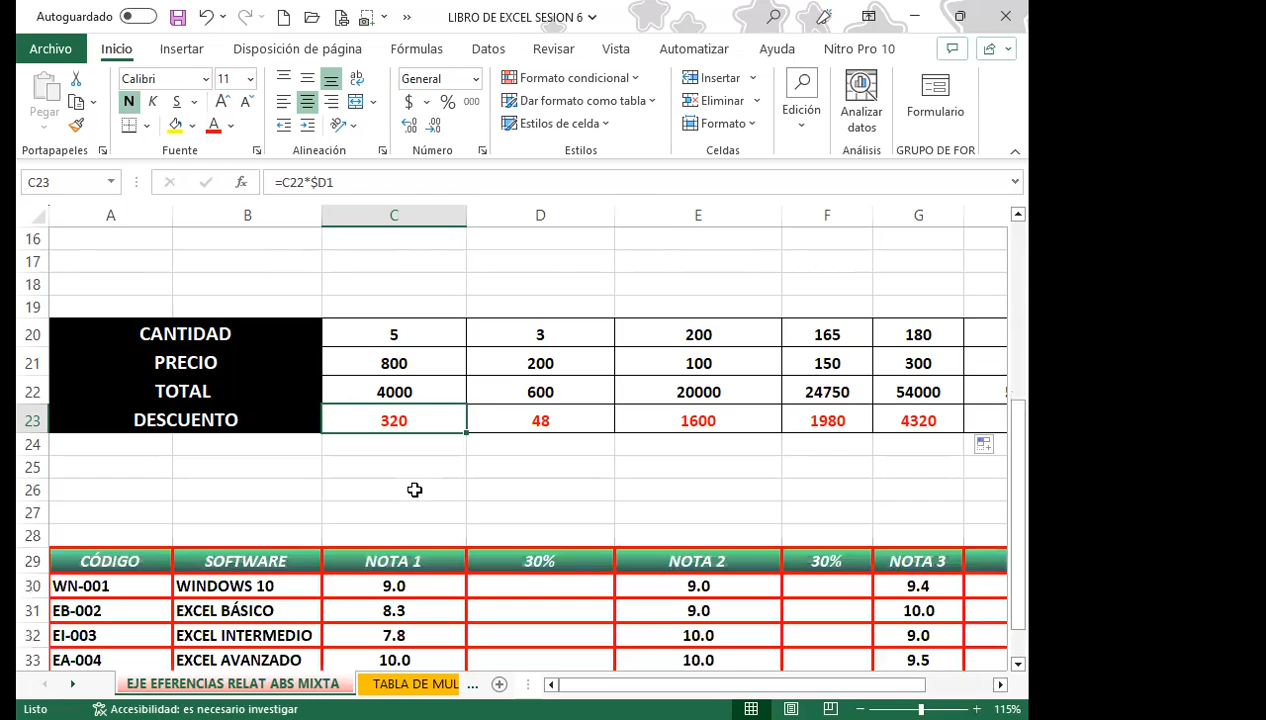 Autoguardado LIBRO DE EXCEL SESION 6
Archivo Inicio Insertar Disposición de página Fórmulas Datos Revisar Vista Automatizar Ayuda Nitro Pro 10
Pegar Calibri 11 General Formato condicional Insertar Edición Analizar datos Formulario
N K S A A $ % 000 Dar formato como tabla Eliminar
A Estilos de celda Formato
Portapapeles Fuente Alineación Número Estilos Celdas Análisis GRUPO DE FOR
C23 fx =C22*$D1
A B C D E F G
16
17
18
19
20 CANTIDAD 5 3 200 165 180
21 PRECIO 800 200 100 150 300
22 TOTAL 4000 600 20000 24750 54000
23 DESCUENTO 320 48 1600 1980 4320
24
25
26
27
28
29 CÓDIGO SOFTWARE NOTA 1 30% NOTA 2 30% NOTA 3
30 WN-001 WINDOWS 10 9.0 9.0 9.4
31 EB-002 EXCEL BÁSICO 8.3 9.0 10.0
32 EI-003 EXCEL INTERMEDIO 7.8 10.0 9.0
33 EA-004 EXCEL AVANZADO 10.0 10.0 9.5
EJE EFERENCIAS RELAT ABS MIXTA TABLA DE MUL ...
Listo Accesibilidad: es necesario investigar 115%